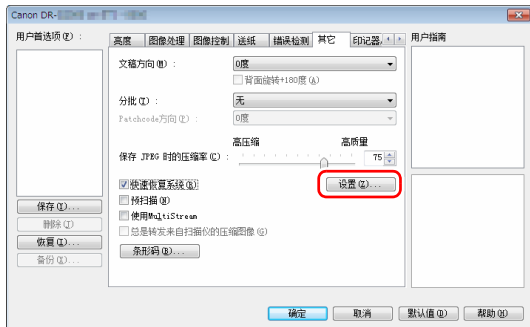 Canon DR-
用户首选项(P)：
亮度 图像处理 图像控制 送纸 错误检测 其它 印记器,
用户指南
文稿方向(M)：
0度
背面旋转+180度(A)
分批(I)：
无
Patchcode方向(P)：
0度
高压缩 高质量
保存 JPEG 时的压缩率(C)：
75
快速恢复系统(R)
设置(Z)...
预扫描(N)
使用MultiStream
总是转发来自扫描仪的压缩图像(G)
条形码(B)...
保存(I)...
删除(J)
恢复(L)...
备份(K)...
确定 取消 默认值(D) 帮助(H)